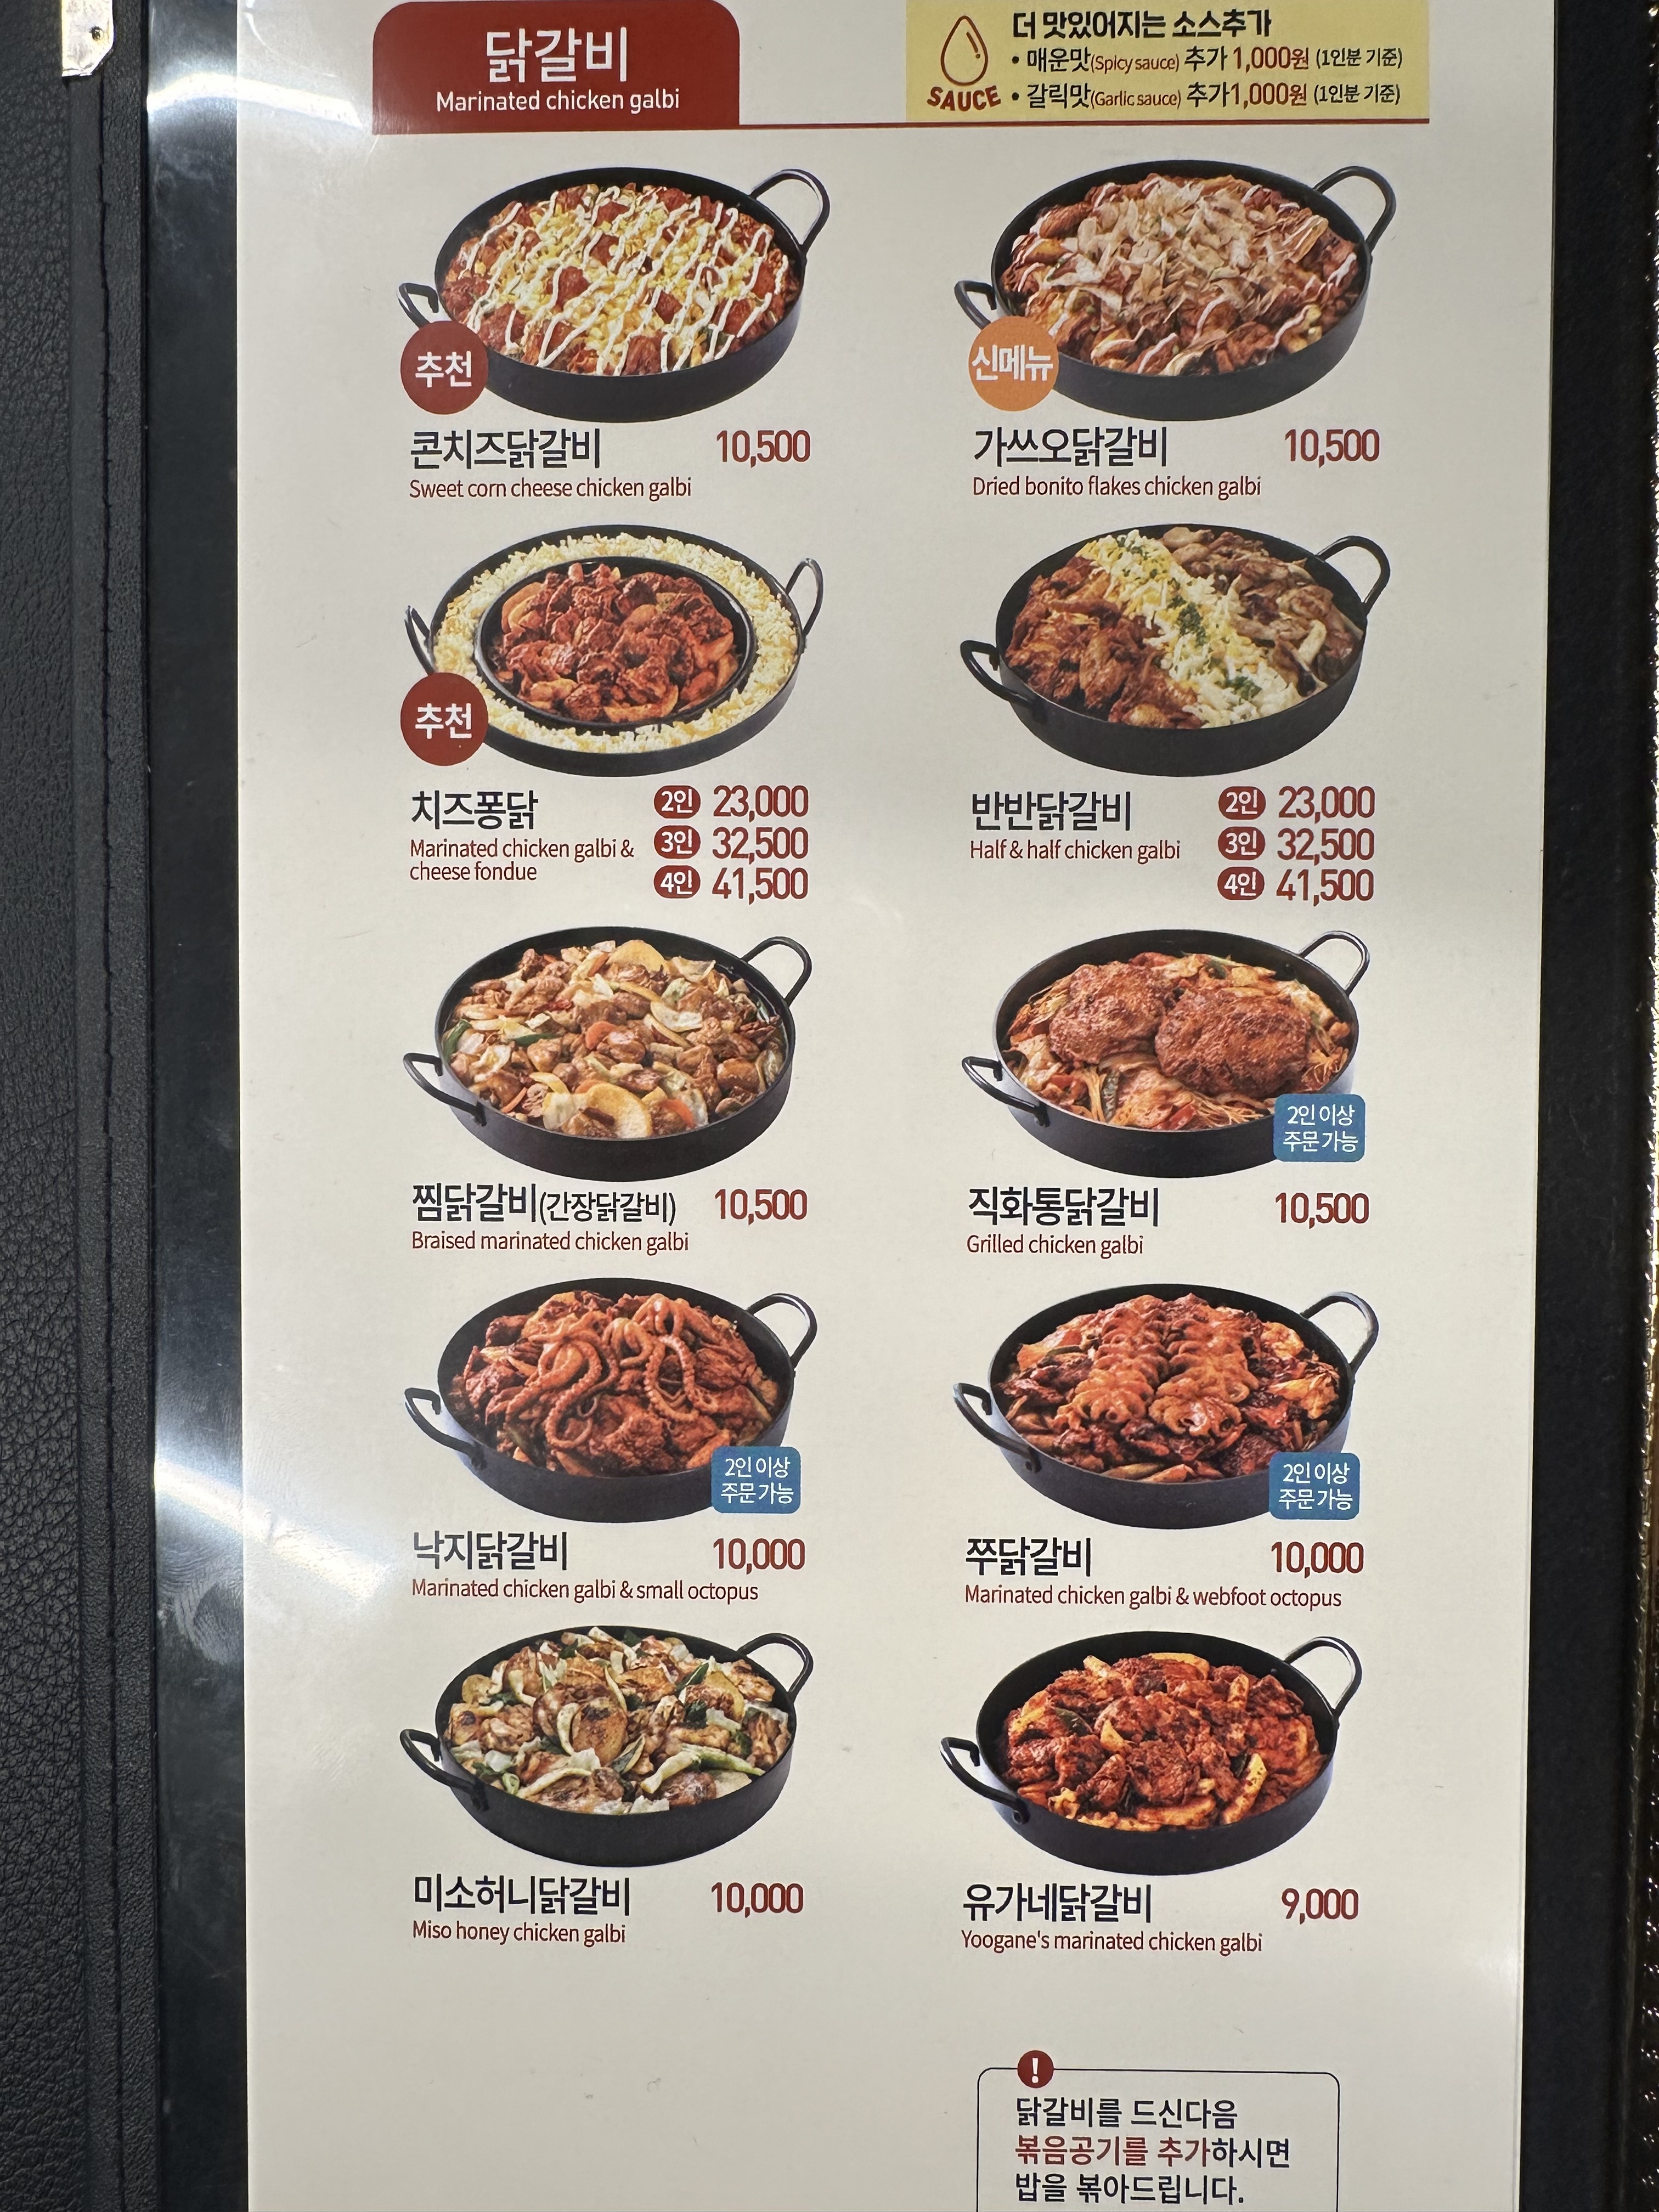 닭갈비
Marinated chicken galbi
더 맛있어지는 소스추가
• 매운맛(Spicy sauce) 추가 1,000원 (1인분 기준)
• 갈릭맛(Garlic sauce) 추가1,000원 (1인분 기준)
SAUCE
추천
콘치즈닭갈비 10,500
Sweet corn cheese chicken galbi
신메뉴
가쓰오닭갈비 10,500
Dried bonito flakes chicken galbi
추천
치즈퐁닭
Marinated chicken galbi &
cheese fondue
2인 23,000
3인 32,500
4인 41,500
반반닭갈비
Half & half chicken galbi
2인 23,000
3인 32,500
4인 41,500
찜닭갈비(간장닭갈비) 10,500
Braised marinated chicken galbi
2인 이상
주문 가능
직화통닭갈비 10,500
Grilled chicken galbi
2인 이상
주문 가능
낙지닭갈비 10,000
Marinated chicken galbi & small octopus
2인 이상
주문 가능
쭈닭갈비 10,000
Marinated chicken galbi & webfoot octopus
미소허니닭갈비 10,000
Miso honey chicken galbi
유가네닭갈비 9,000
Yoogane's marinated chicken galbi
!
닭갈비를 드신다음
볶음공기를 추가하시면
밥을 볶아드립니다.